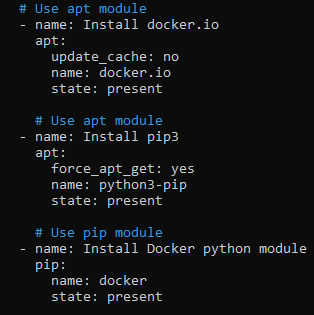 # Use apt module
- name: Install docker.io
apt:
update_cache: no
name: docker.io
state: present
# Use apt module
- name: Install pip3
apt:
force_apt_get: yes
name: python3-pip
state: present
# Use pip module
- name: Install Docker python module
pip:
name: docker
state: present